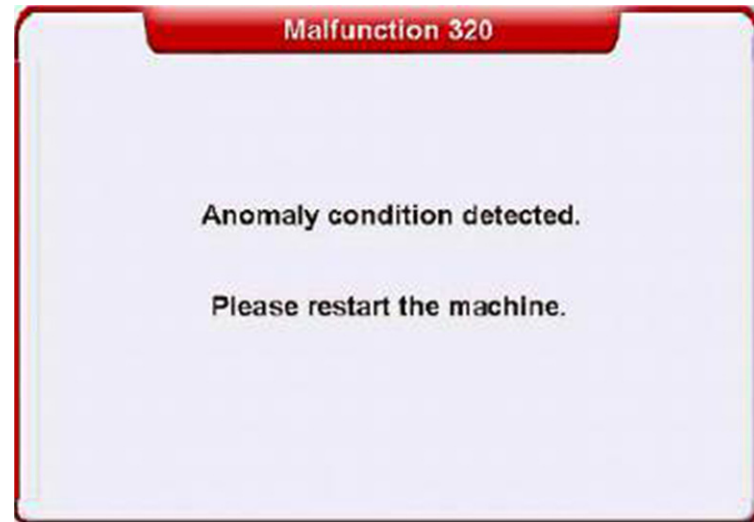 Malfunction 320
Anomaly condition detected.
Please restart the machine.